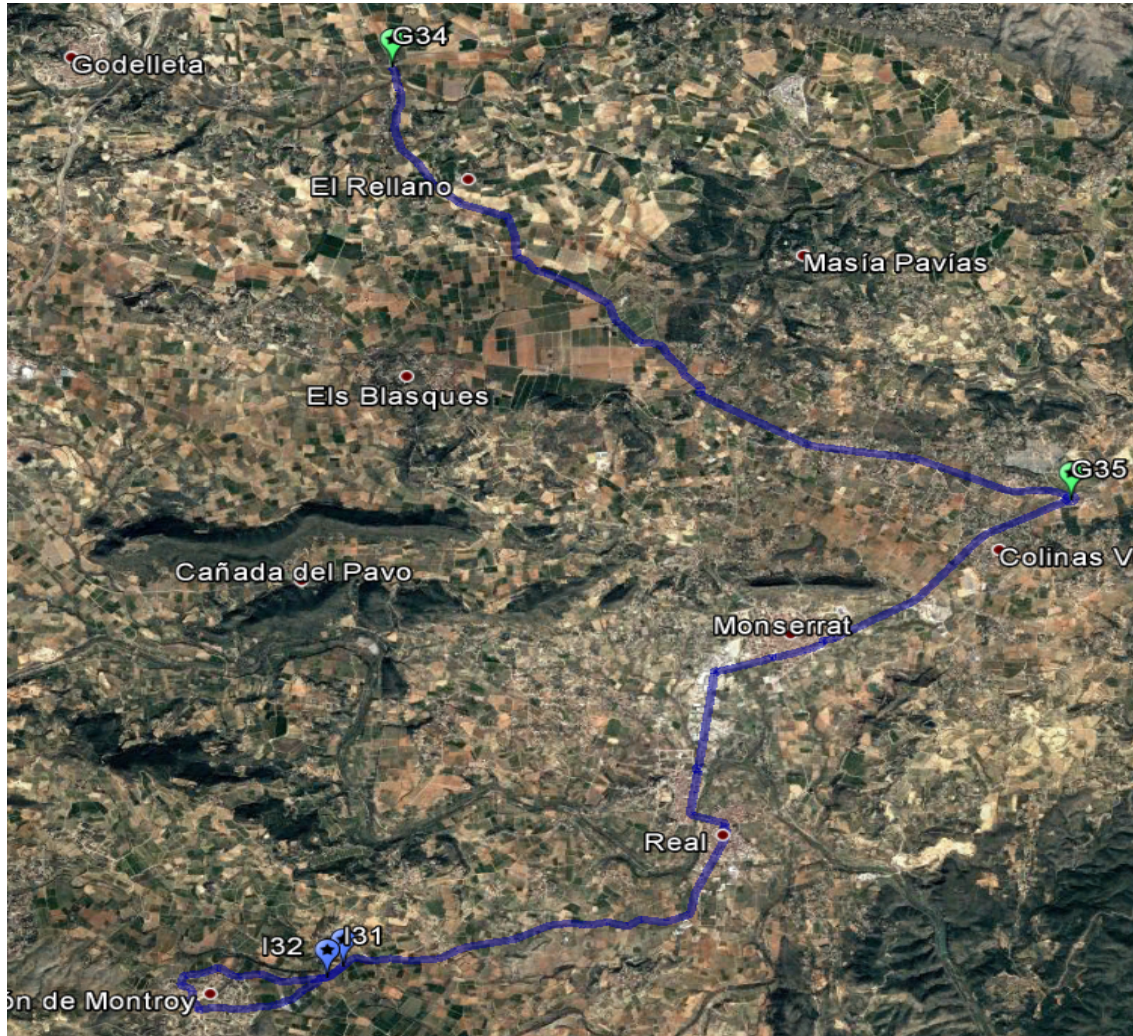 G34
Godelleta
El Rellano
Masía Pavías
Els Blasques
G35
Colinas V
Cañada del Pavo
Monserrat
Real
I32
I31
ón de Montroy